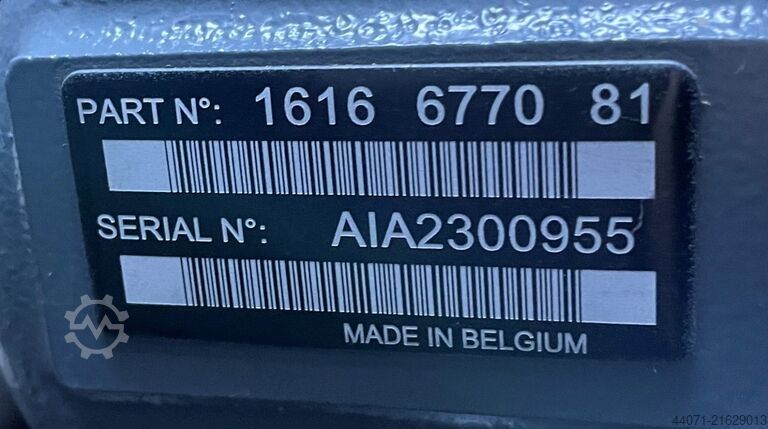 PART N°: 1616 6770 81
SERIAL N°: AIA2300955
MADE IN BELGIUM
44071-21629013